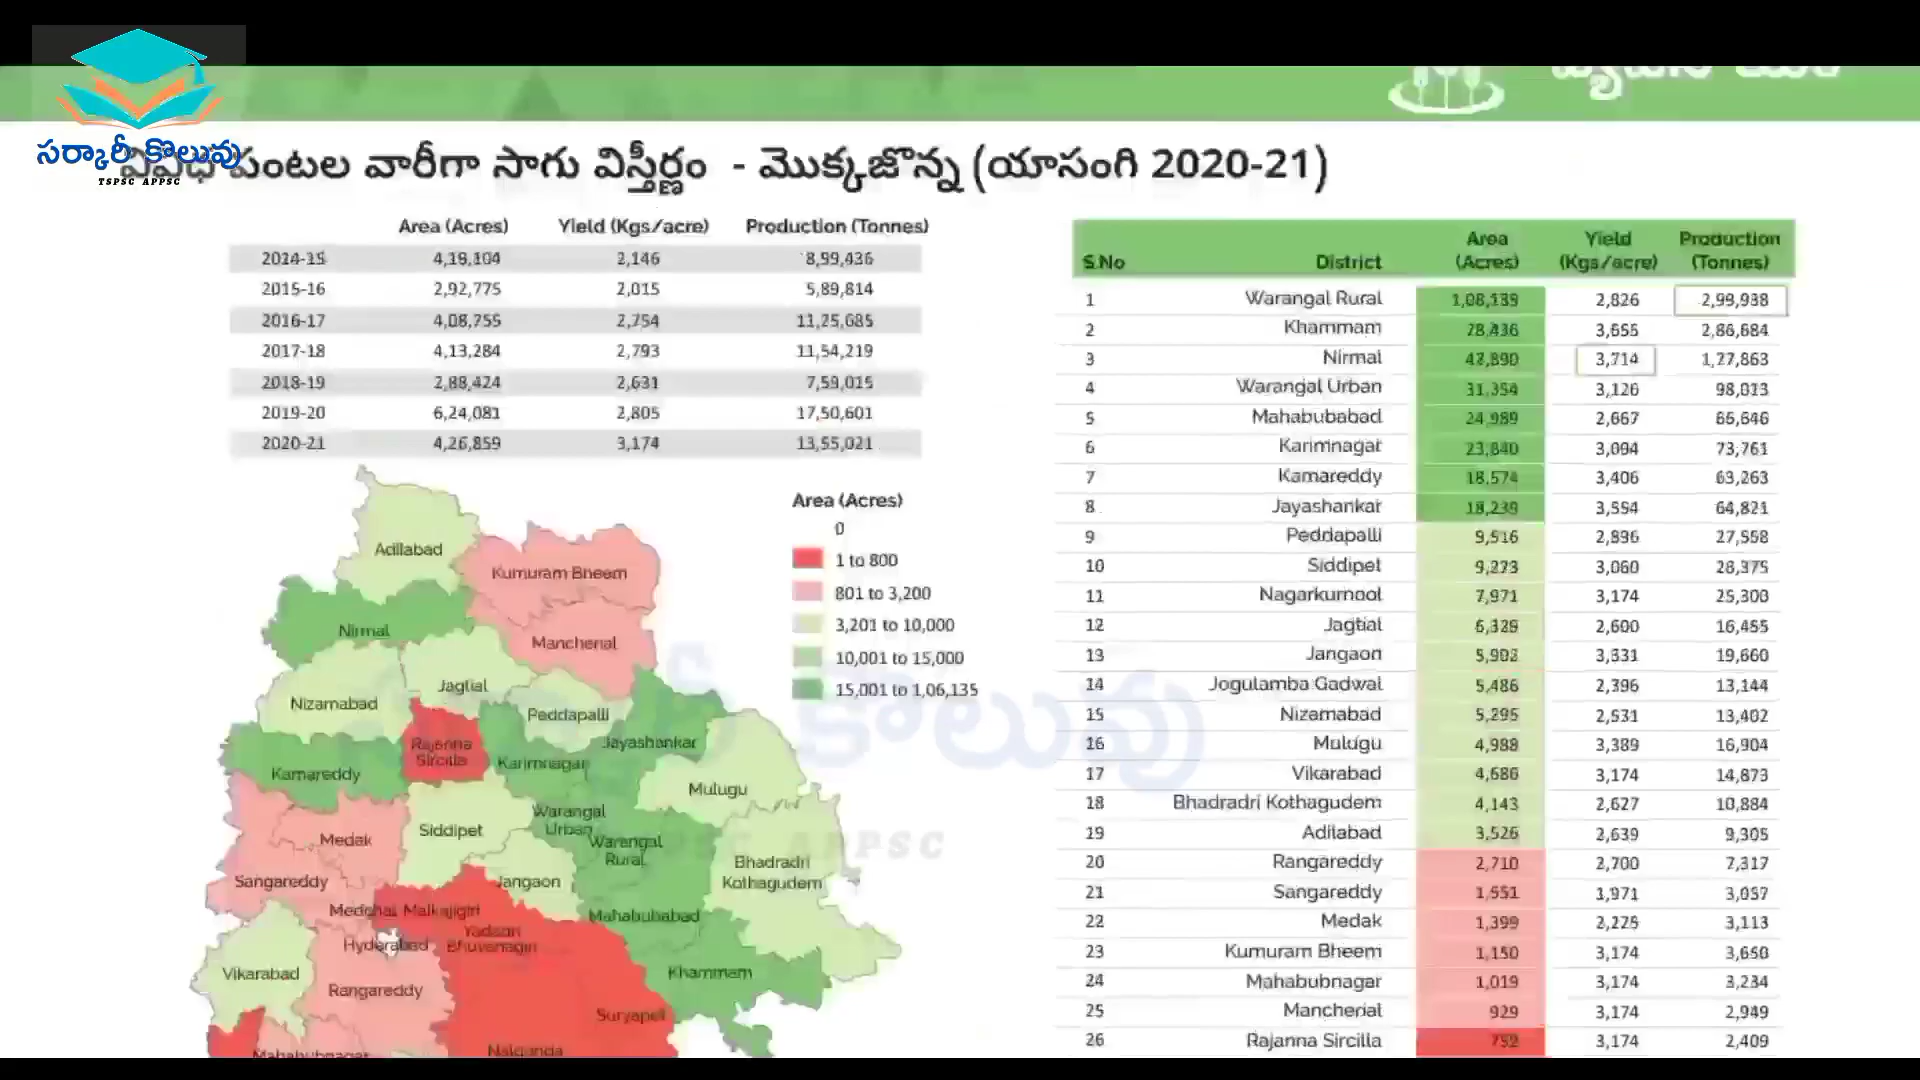 సర్కారీ కొలువు
TSPSC APPSC
పంటల వారీగా సాగు విస్తీర్ణం - మొక్కజొన్న (యాసంగి 2020-21)
Area (Acres) Yield (Kgs/acre) Production (Tonnes)
2014-15 4,19,104 2,146 8,99,436
2015-16 2,92,775 2,015 5,89,814
2016-17 4,08,755 2,754 11,25,685
2017-18 4,13,284 2,793 11,54,219
2018-19 2,88,424 2,631 7,59,015
2019-20 6,24,081 2,805 17,50,601
2020-21 4,26,859 3,174 13,55,021
Area (Acres)
0
1 to 800
801 to 3,200
3,201 to 10,000
10,001 to 15,000
15,001 to 1,06,135
Adilabad
Kumuram Bheem
Nirmal
Mancherial
Jagtial
Nizamabad
Peddapalli
Rajanna
Sircilla
Jayashankar
Karimnagar
Kamareddy
Mulugu
Warangal
Urban
Siddipet
Medak
Warangal
Rural
Bhadradri
Kothagudem
Sangareddy
Jangaon
Medchal Malkajigiri
Mahabubabad
Yadadri
Bhuvanagiri
Hyderabad
Vikarabad
Khammam
Rangareddy
Suryapet
Nalgonda
Mahabubnagar
S.No District Area (Acres) Yield (Kgs/acre) Production (Tonnes)
1 Warangal Rural 1,08,139 2,826 2,99,938
2 Khammam 78,436 3,655 2,86,684
3 Nirmal 47,890 3,714 1,77,863
4 Warangal Urban 31,354 3,126 98,013
5 Mahabubabad 24,989 2,667 66,646
6 Karimnagar 23,840 3,094 73,761
7 Kamareddy 18,574 3,406 63,263
8 Jayashankar 18,239 3,554 64,821
9 Peddapalli 9,516 2,896 27,558
10 Siddipet 9,273 3,060 28,375
11 Nagarkurnool 7,971 3,174 25,300
12 Jagtial 6,329 2,600 16,455
13 Jangaon 5,902 3,331 19,660
14 Jogulamba Gadwal 5,486 2,396 13,144
15 Nizamabad 5,295 2,531 13,402
16 Mulugu 4,988 3,389 16,904
17 Vikarabad 4,686 3,174 14,873
18 Bhadradri Kothagudem 4,143 2,627 10,884
19 Adilabad 3,526 2,639 9,305
20 Rangareddy 2,710 2,700 7,317
21 Sangareddy 1,551 1,971 3,057
22 Medak 1,399 2,225 3,113
23 Kumuram Bheem 1,150 3,174 3,650
24 Mahabubnagar 1,019 3,174 3,234
25 Mancherial 929 3,174 2,949
26 Rajanna Sircilla 759 3,174 2,409
కొలువు
APPSC